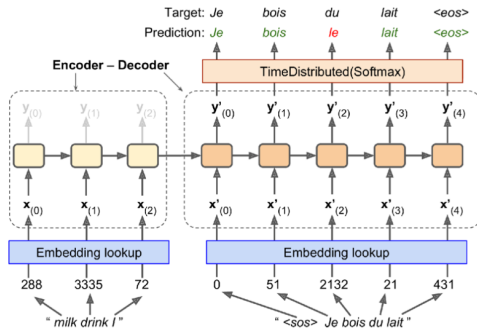 Target: Je bois du lait <eos>
Prediction: Je bois le lait <eos>
Encoder – Decoder
TimeDistributed(Softmax)
y(0) y(1) y(2) y'(0) y'(1) y'(2) y'(3) y'(4)
x(0) x(1) x(2) x'(0) x'(1) x'(2) x'(3) x'(4)
Embedding lookup Embedding lookup
288 3335 72 0 51 2132 21 431
“ milk drink I ” “ <sos> Je bois du lait ”